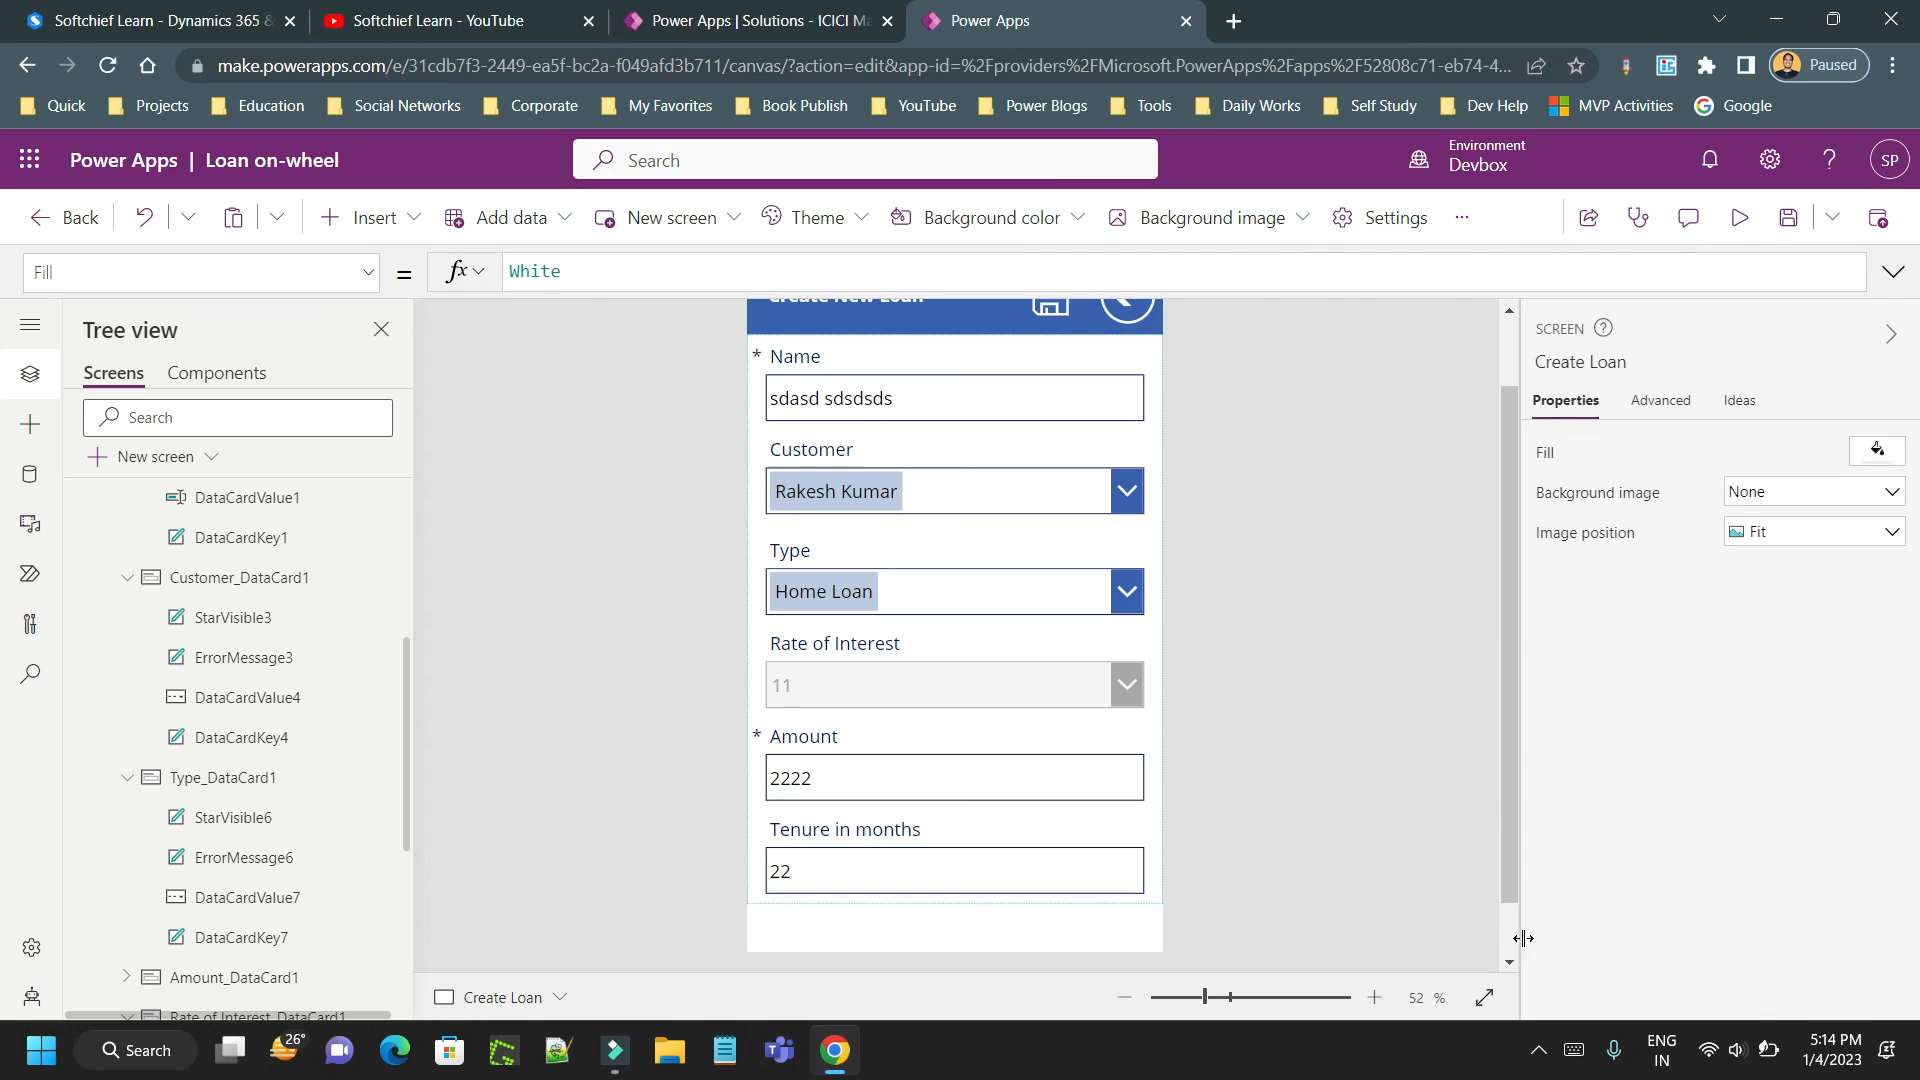 Softchief Learn - Dynamics 365 &
Softchief Learn - YouTube
Power Apps | Solutions - ICICI Ma
Power Apps
make.powerapps.com/e/31cdb7f3-2449-ea5f-bc2a-f049afd3b711/canvas/?action=edit&app-id=%2Fproviders%2FMicrosoft.PowerApps%2Fapps%2F52808c71-eb74-4...
Paused
Quick
Projects
Education
Social Networks
Corporate
My Favorites
Book Publish
YouTube
Power Blogs
Tools
Daily Works
Self Study
Dev Help
MVP Activities
Google
Power Apps | Loan on-wheel
Search
Environment
Devbox
SP
Back
Insert
Add data
New screen
Theme
Background color
Background image
Settings
...
Fill
=
fx
White
Tree view
Screens
Components
Search
New screen
DataCardValue1
DataCardKey1
Customer_DataCard1
StarVisible3
ErrorMessage3
DataCardValue4
DataCardKey4
Type_DataCard1
StarVisible6
ErrorMessage6
DataCardValue7
DataCardKey7
Amount_DataCard1
Rate of Interest_DataCard1
Create New Loan
* Name
sdasd sdsdsds
Customer
Rakesh Kumar
Type
Home Loan
Rate of Interest
11
* Amount
2222
Tenure in months
22
Create Loan
52 %
SCREEN
Create Loan
Properties
Advanced
Ideas
Fill
Background image
None
Image position
Fit
26°
Search
ENG
IN
5:14 PM
1/4/2023